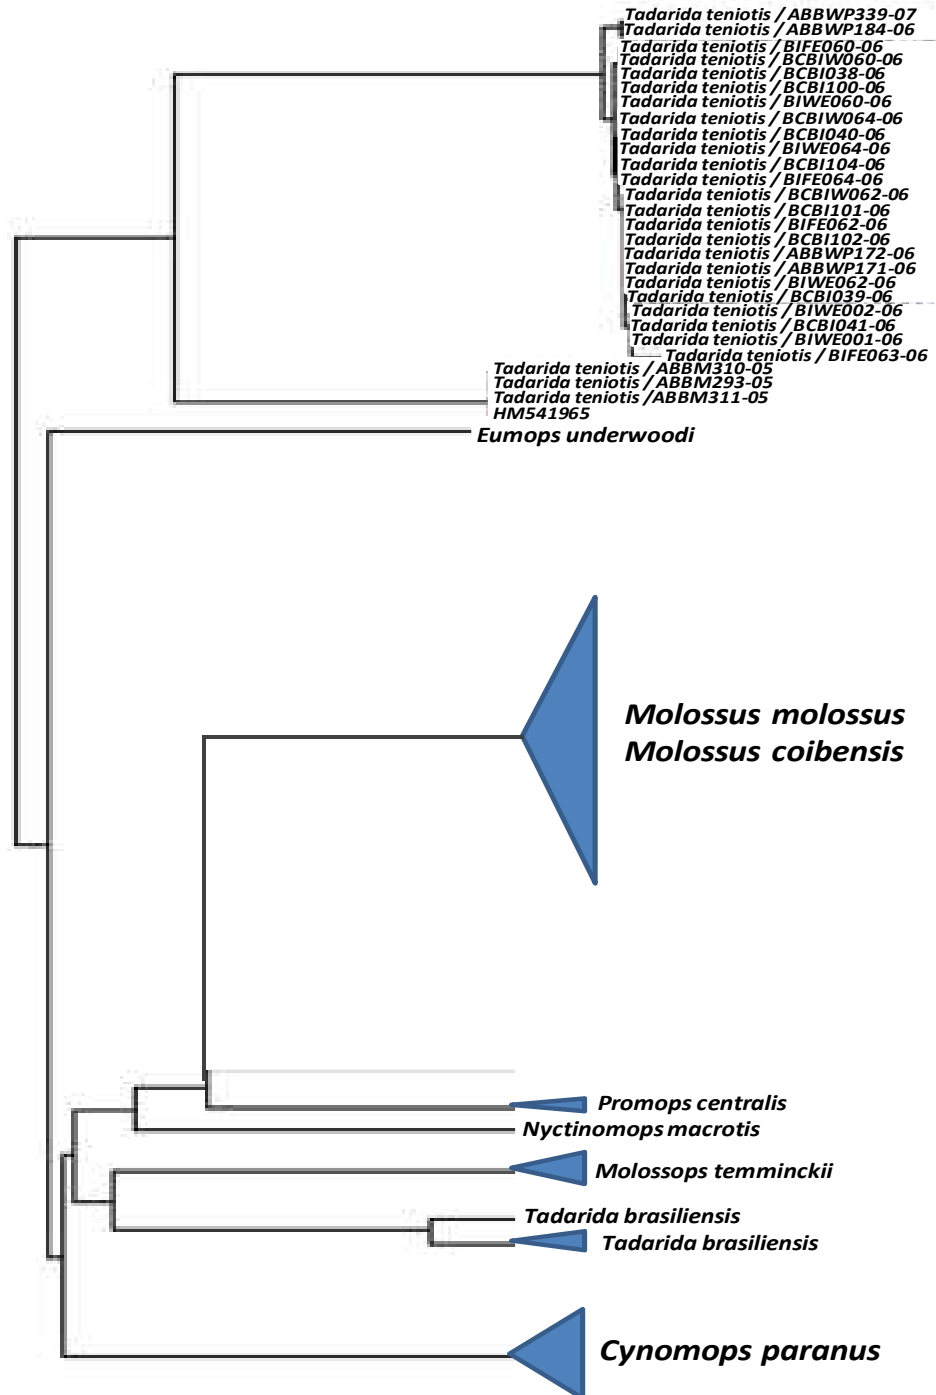 Tadarida teniotis / ABBWP339-07
Tadarida teniotis / ABBWP184-06
Tadarida teniotis / BIFE060-06
Tadarida teniotis / BCBIW060-06
Tadarida teniotis / BCBI038-06
Tadarida teniotis / BCBI100-06
Tadarida teniotis / BIWE060-06
Tadarida teniotis / BCBIW064-06
Tadarida teniotis / BCBI040-06
Tadarida teniotis / BIWE064-06
Tadarida teniotis / BCBI104-06
Tadarida teniotis / BIFE064-06
Tadarida teniotis / BCBIW062-06
Tadarida teniotis / BCBI101-06
Tadarida teniotis / BIFE062-06
Tadarida teniotis / BCBI102-06
Tadarida teniotis / ABBWP172-06
Tadarida teniotis / ABBWP171-06
Tadarida teniotis / BIWE062-06
Tadarida teniotis / BCBI039-06
Tadarida teniotis / BIWE002-06
Tadarida teniotis / BCBI041-06
Tadarida teniotis / BIWE001-06
Tadarida teniotis / BIFE063-06
Tadarida teniotis / ABBM310-05
Tadarida teniotis / ABBM293-05
Tadarida teniotis /ABBM311-05
HM541965
Eumops underwoodi
Molossus molossus
Molossus coibensis
Promops centralis
Nyctinomops macrotis
Molossops temminckii
Tadarida brasiliensis
Tadarida brasiliensis
Cynomops paranus